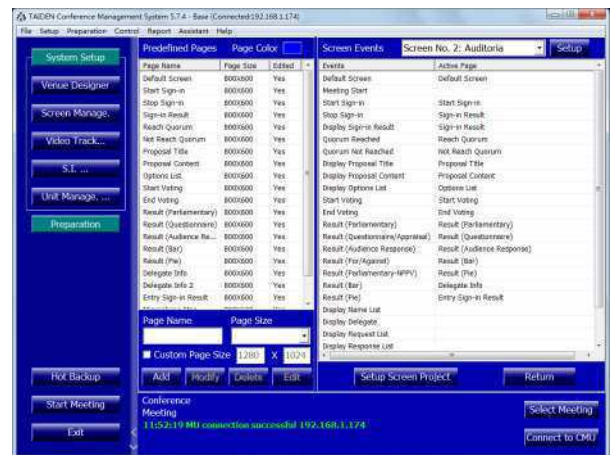 TAIDEN Conference Management System 5.7.4 - Base (Connected:192.168.1.174)
File Setup Preparation Control Report Assistant Help
System Setup
Venue Designer
Screen Manage.
Video Track...
S.I. ...
Unit Manage. ...
Preparation
Hot Backup
Start Meeting
Exit
Predefined Pages Page Color
Page Name Page Size Edited
Default Screen 800X600 Yes
Start Sign-in 800X600 Yes
Stop Sign-in 800X600 Yes
Sign-in Result 800X600 Yes
Reach Quorum 800X600 Yes
Not Reach Quorum 800X600 Yes
Proposal Title 800X600 Yes
Proposal Content 800X600 Yes
Options List 800X600 Yes
Start Voting 800X600 Yes
End Voting 800X600 Yes
Result (Parliamentary) 800X600 Yes
Result (Questionnaire) 800X600 Yes
Result (Audience Re... 800X600 Yes
Result (Bar) 800X600 Yes
Result (Pie) 800X600 Yes
Delegate Info 800X600 Yes
Delegate Info 2 800X600 Yes
Entry Sign-in Result 800X600 Yes
Page Name Page Size
Custom Page Size 1280 X 1024
Add Modify Delete Edit
Screen Events Screen No. 2: Auditoria Setup
Events Active Page
Default Screen Default Screen
Meeting Start
Start Sign-in Start Sign-in
Stop Sign-in Sign-in Result
Display Sign-in Result Sign-in Result
Quorum Reached Reach Quorum
Quorum Not Reached Not Reach Quorum
Display Proposal Title Proposal Title
Display Proposal Content Proposal Content
Display Options List Options List
Start Voting Start Voting
End Voting End Voting
Result (Parliamentary) Result (Parliamentary)
Result (Questionnaire/Appraisal) Result (Questionnaire)
Result (Audience Response) Result (Audience Response)
Result (For/Against) Result (Bar)
Result (Parliamentary-NPPV) Result (Pie)
Result (Bar) Delegate Info
Result (Pie) Entry Sign-in Result
Display Name List
Display Delegate
Display Request List
Display Response List
Setup Screen Project Return
Conference
Meeting
11:52:19 MU connection successful 192.168.1.174
Select Meeting
Connect to CMU